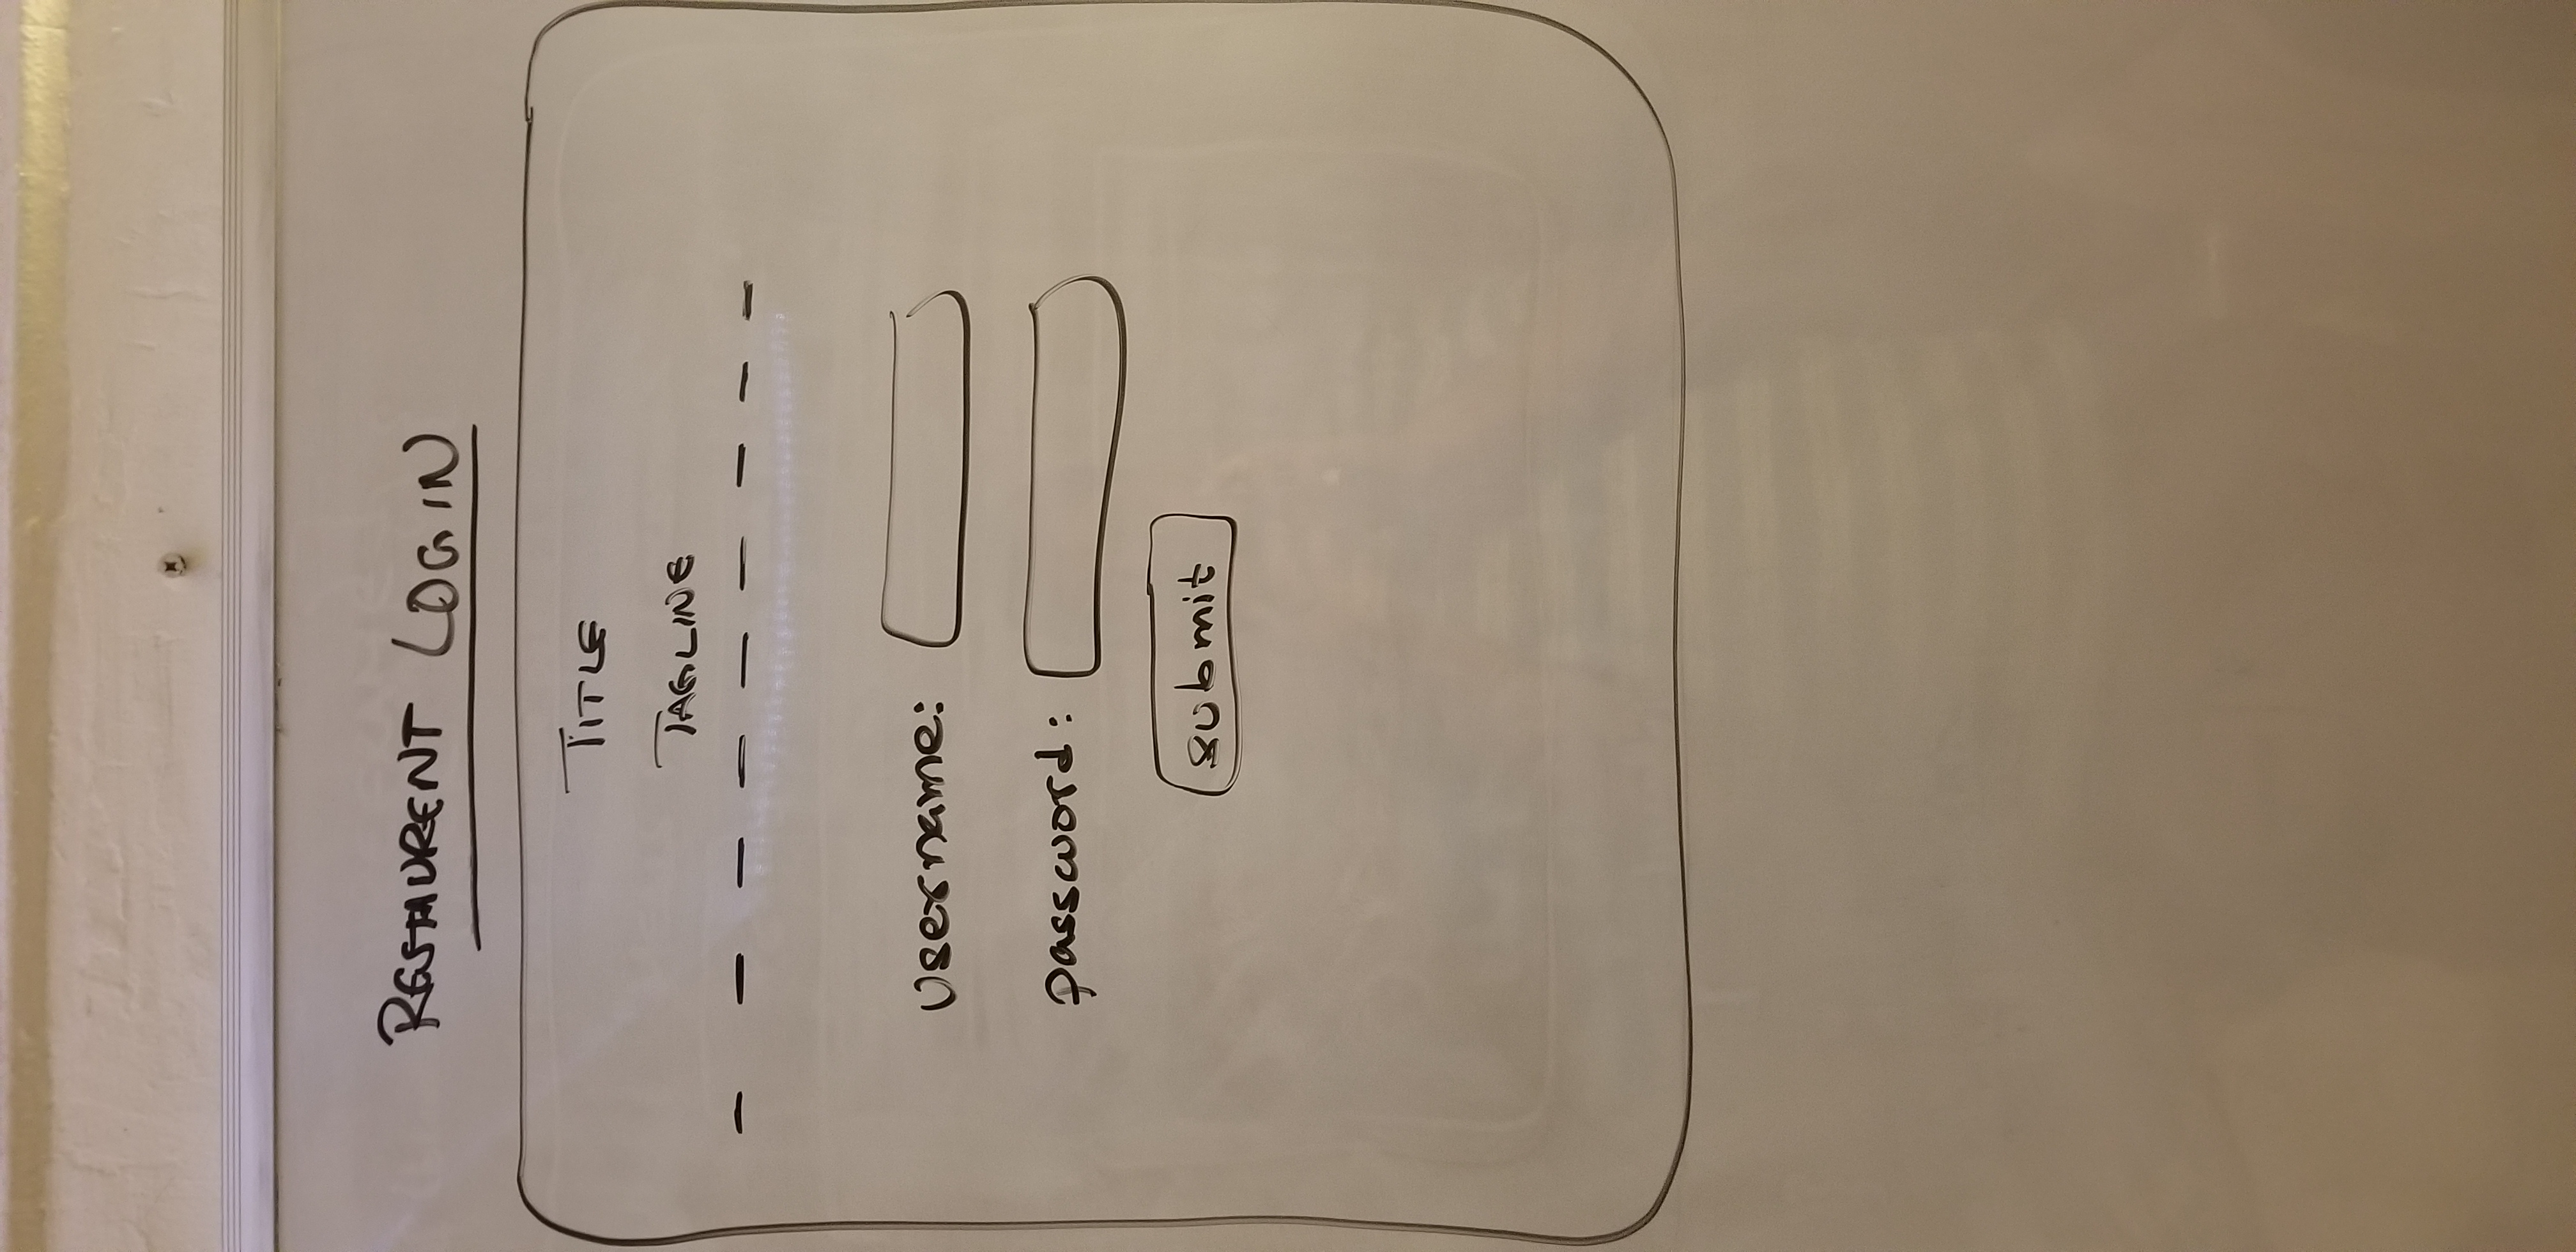 RESTAURENT LOGIN
TITLE
TAGLINE
username:
password:
submit